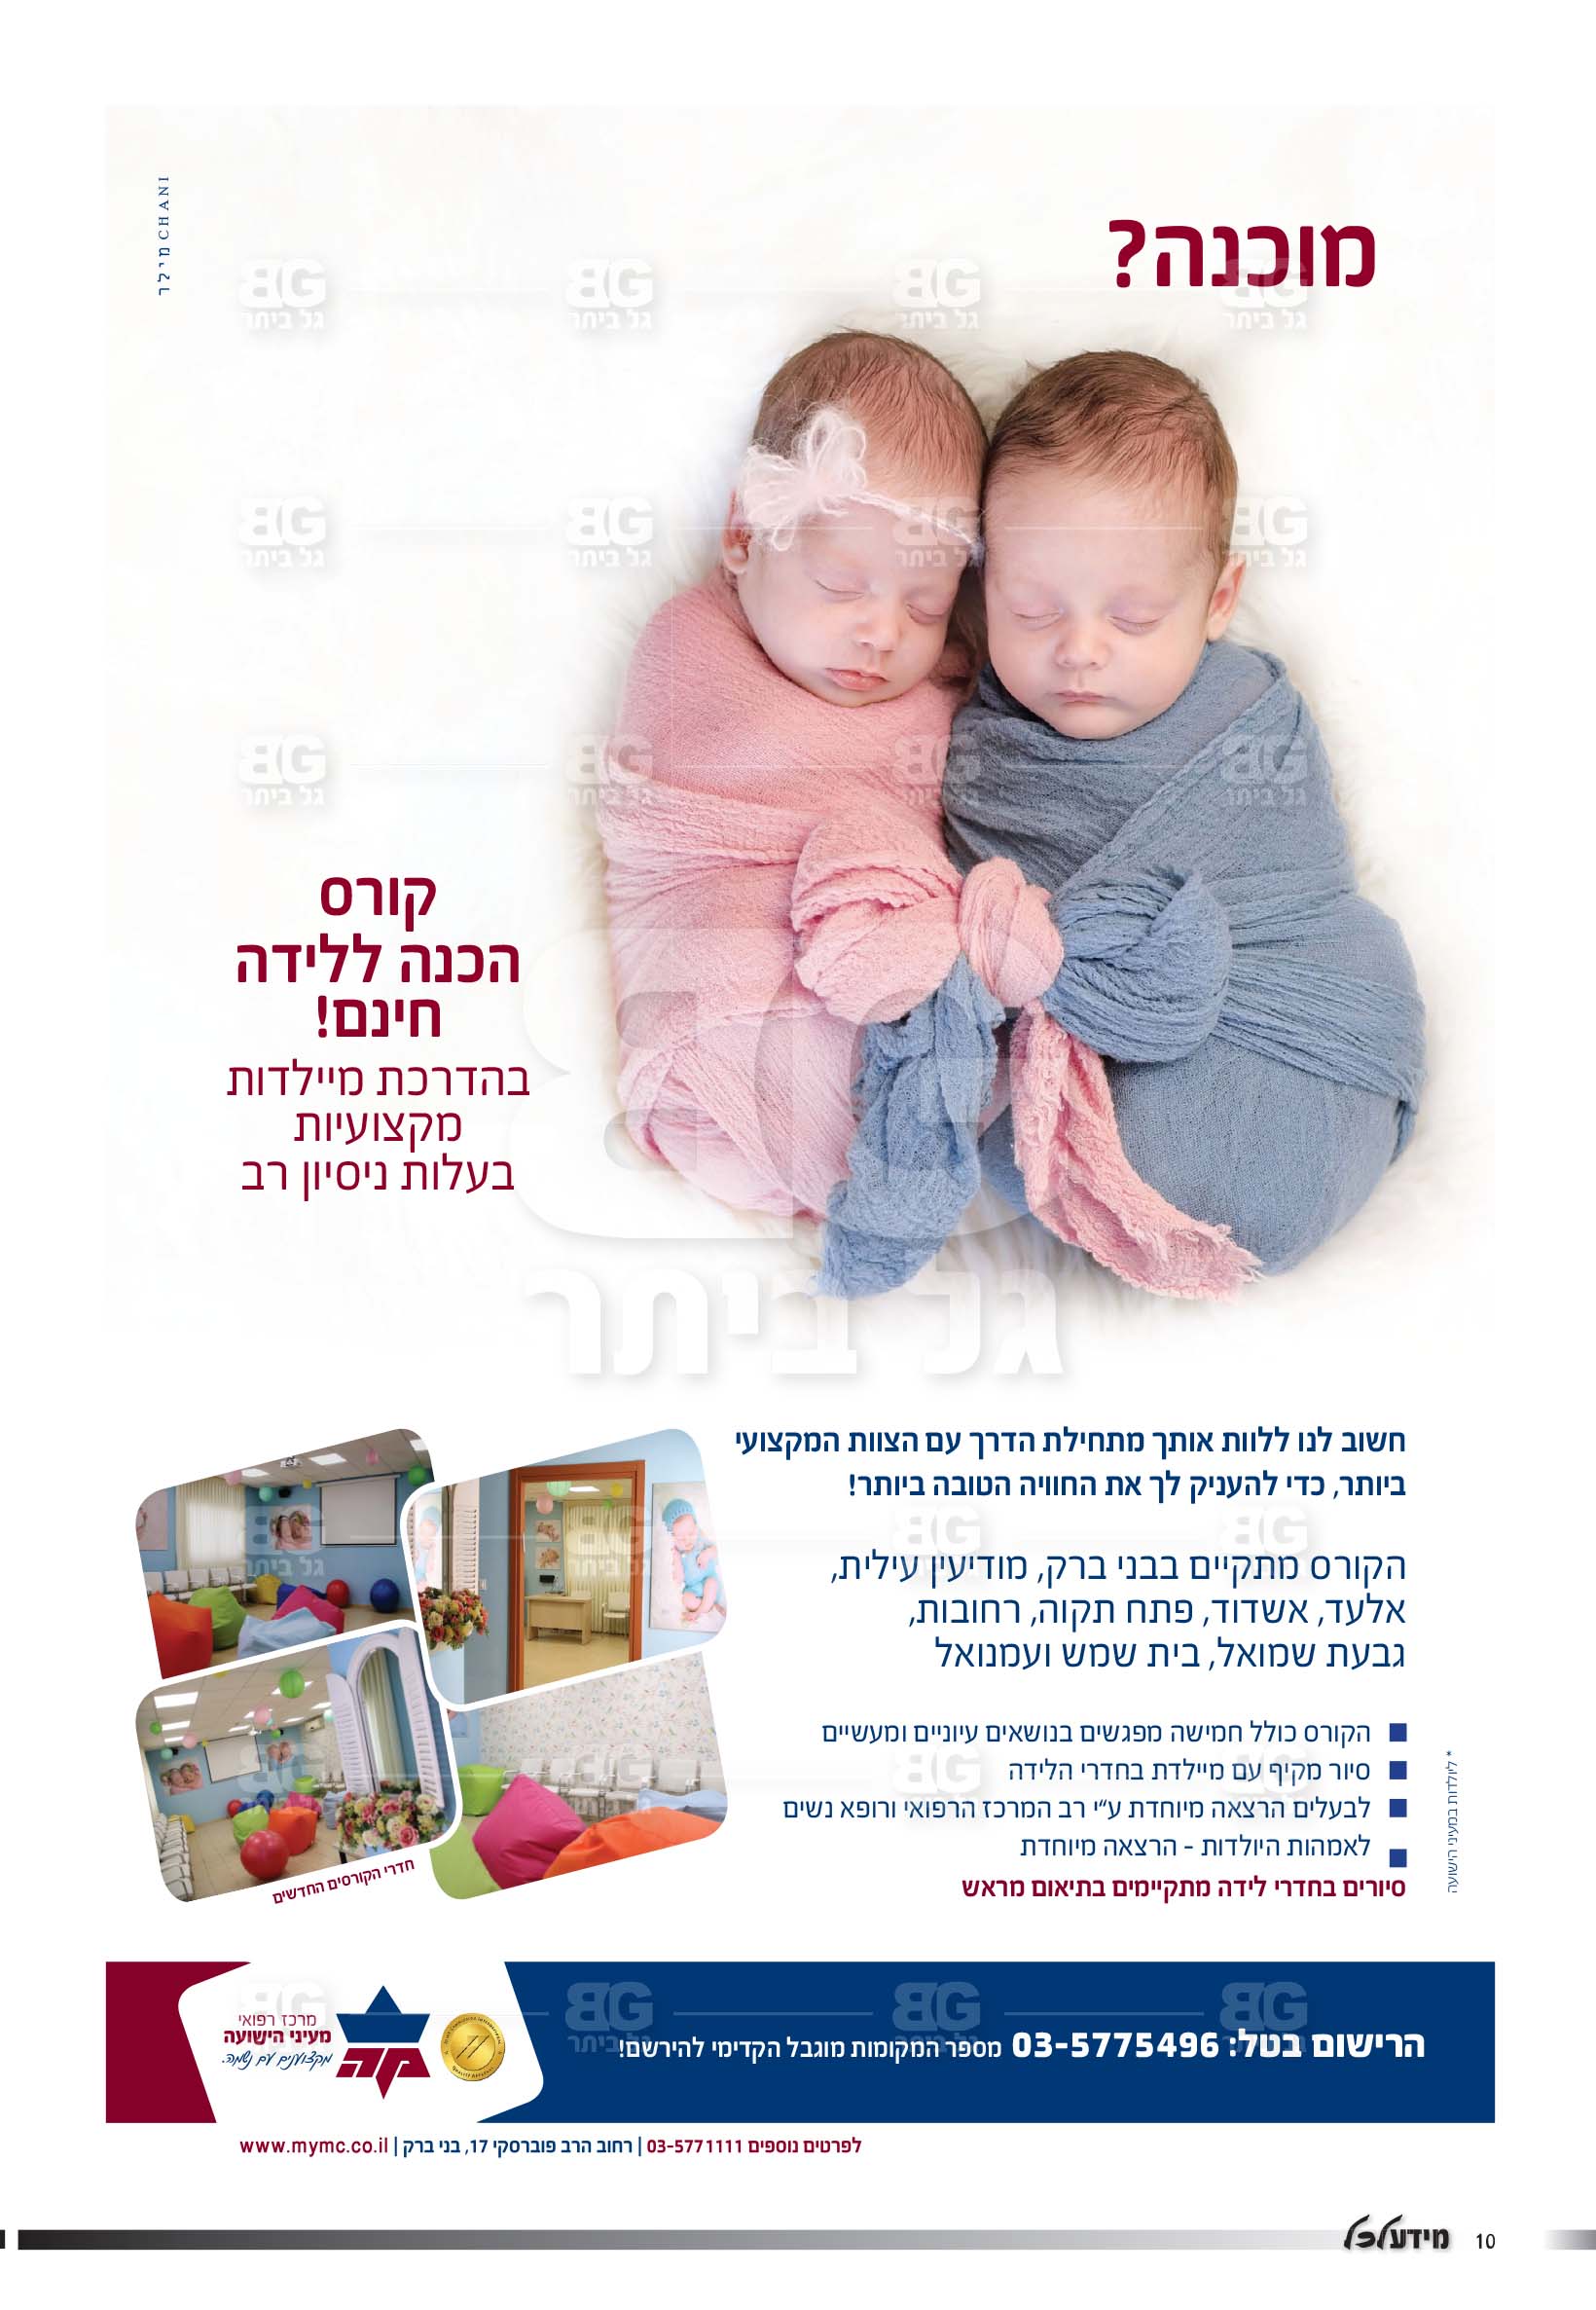 מילר CHANI
מוכנה?
קורס
הכנה ללידה
חינם!
בהדרכת מיילדות
מקצועיות
בעלות ניסיון רב
חשוב לנו ללוות אותך מתחילת הדרך עם הצוות המקצועי
ביותר, כדי להעניק לך את החוויה הטובה ביותר!
הקורס מתקיים בבני ברק, מודיעין עילית,
אלעד, אשדוד, פתח תקוה, רחובות,
גבעת שמואל, בית שמש ועמנואל
הקורס כולל חמישה מפגשים בנושאים עיוניים ומעשיים
סיור מקיף עם מיילדת בחדרי הלידה
לבעלים הרצאה מיוחדת ע״י רב המרכז הרפואי ורופא נשים
לאמהות היולדות - הרצאה מיוחדת
סיורים בחדרי לידה מתקיימים בתיאום מראש
* ליולדות במעיני הישועה
חדרי הקורסים החדשים
הרישום בטל: 03-5775496 מספר המקומות מוגבל הקדימי להירשם!
מרכז רפואי
מעיני הישועה
מקצוענים עם נשמה.
לפרטים נוספים 03-5771111 | רחוב הרב פוברסקי 17, בני ברק | www.mymc.co.il
10 מידע לכל
BG
גל ביתר